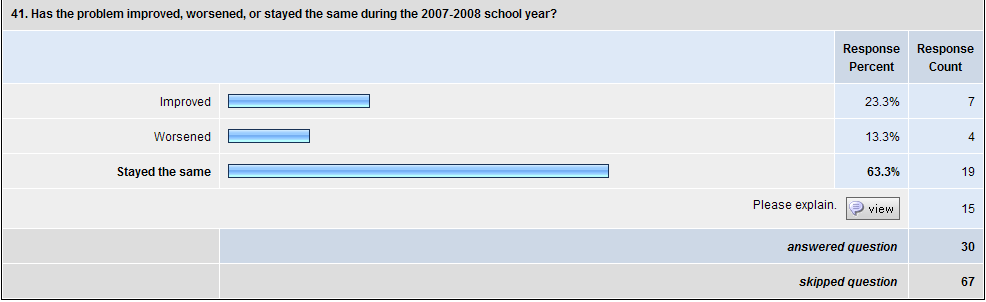 41. Has the problem improved, worsened, or stayed the same during the 2007-2008 school year?
Response Percent Response Count
Improved 23.3% 7
Worsened 13.3% 4
Stayed the same 63.3% 19
Please explain. view 15
answered question 30
skipped question 67